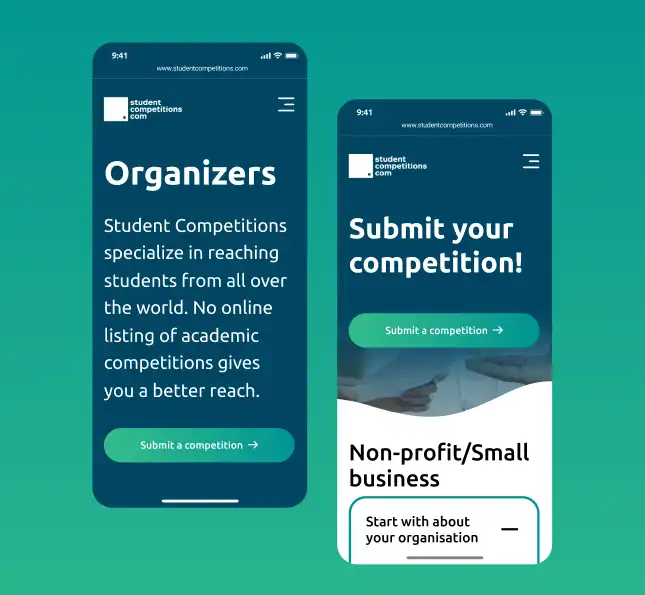 9:41
www.studentcompetitions.com
student
competitions
com
Organizers
Student Competitions
specialize in reaching
students from all over
the world. No online
listing of academic
competitions gives
you a better reach.
Submit a competition
9:41
www.studentcompetitions.com
student
competitions
com
Submit your
competition!
Submit a competition
Non-profit/Small
business
Start with about
your organisation